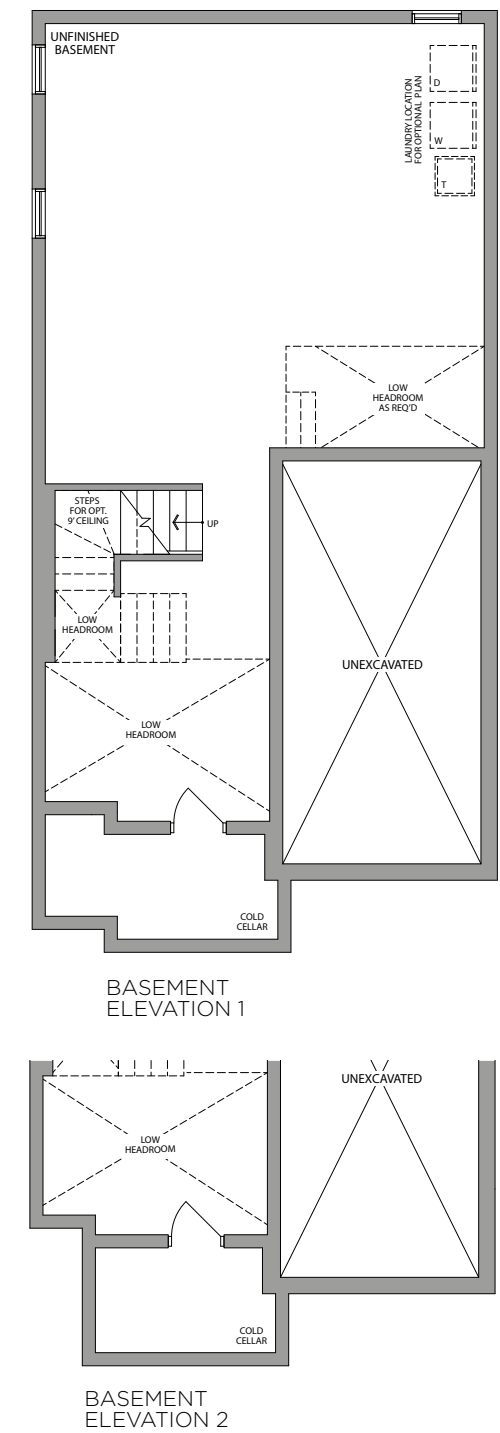 UNFINISHED
BASEMENT
LAUNDRY LOCATION
FOR OPTIONAL PLAN
D
W
T
LOW
HEADROOM
AS REQ'D
STEPS
FOR OPT.
9' CEILING
UP
LOW
HEADROOM
UNEXCAVATED
LOW
HEADROOM
COLD
CELLAR
BASEMENT
ELEVATION 1
UNEXCAVATED
LOW
HEADROOM
COLD
CELLAR
BASEMENT
ELEVATION 2